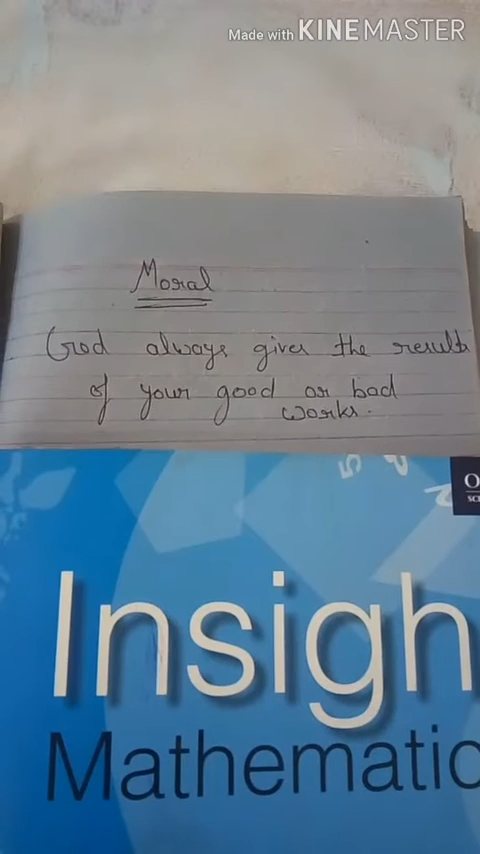 Made with KINEMASTER
Moral
God always gives the results
of your good or bad
works.
Insigh
Mathematic